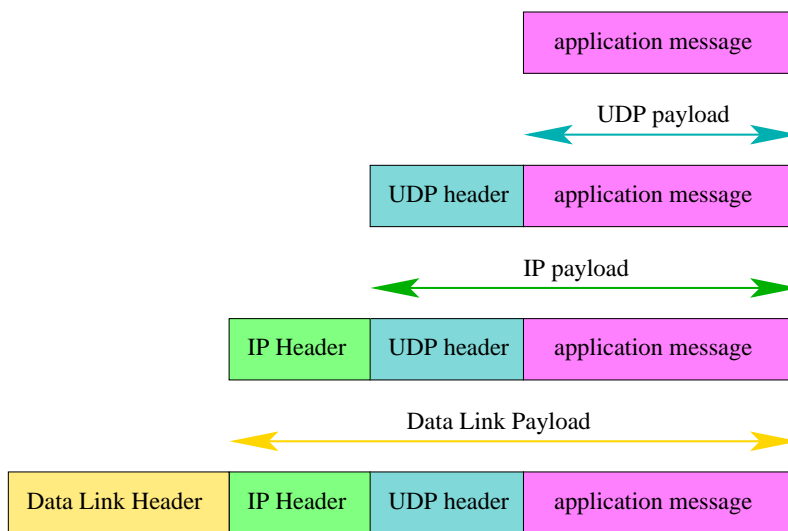 application message
UDP payload
UDP header application message
IP payload
IP Header UDP header application message
Data Link Payload
Data Link Header IP Header UDP header application message